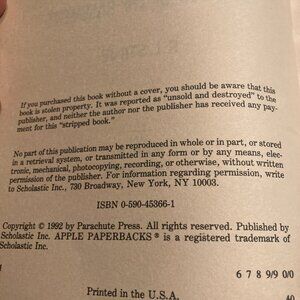 If you purchased this book without a cover, you should be aware that this
book is stolen property. It was reported as "unsold and destroyed" to the
publisher, and neither the author nor the publisher has received any pay-
ment for this "stripped book."
No part of this publication may be reproduced in whole or in part, or stored
in a retrieval system, or transmitted in any form or by any means, elec-
tronic, mechanical, photocopying, recording, or otherwise, without written
permission of the publisher. For information regarding permission, write
to Scholastic Inc., 730 Broadway, New York, NY 10003.
ISBN 0-590-45366-1
Copyright © 1992 by Parachute Press. All rights reserved. Published by
Scholastic Inc. APPLE PAPERBACKS ® is a registered trademark of
Scholastic Inc.
6 7 8 9/9 0/0
Printed in the U.S.A. 40